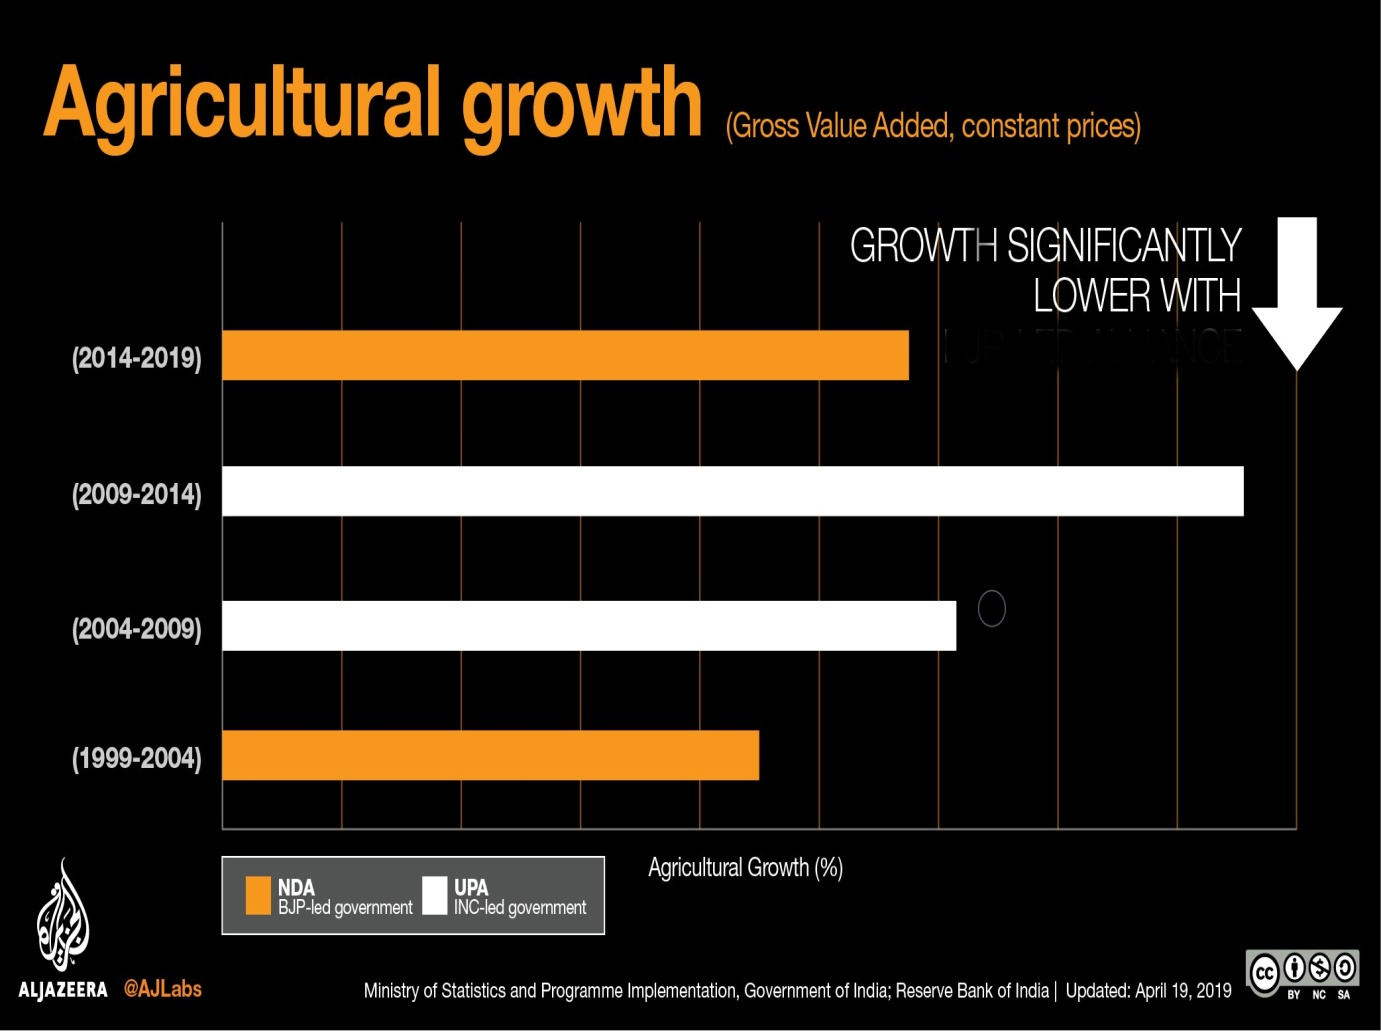 Agricultural growth (Gross Value Added, constant prices)
GROWTH SIGNIFICANTLY
LOWER WITH
(2014-2019)
(2009-2014)
(2004-2009)
(1999-2004)
Agricultural Growth (%)
NDA
BJP-led government
UPA
INC-led government
ALJAZEERA @AJLabs
Ministry of Statistics and Programme Implementation, Government of India; Reserve Bank of India | Updated: April 19, 2019
cc
BY NC SA